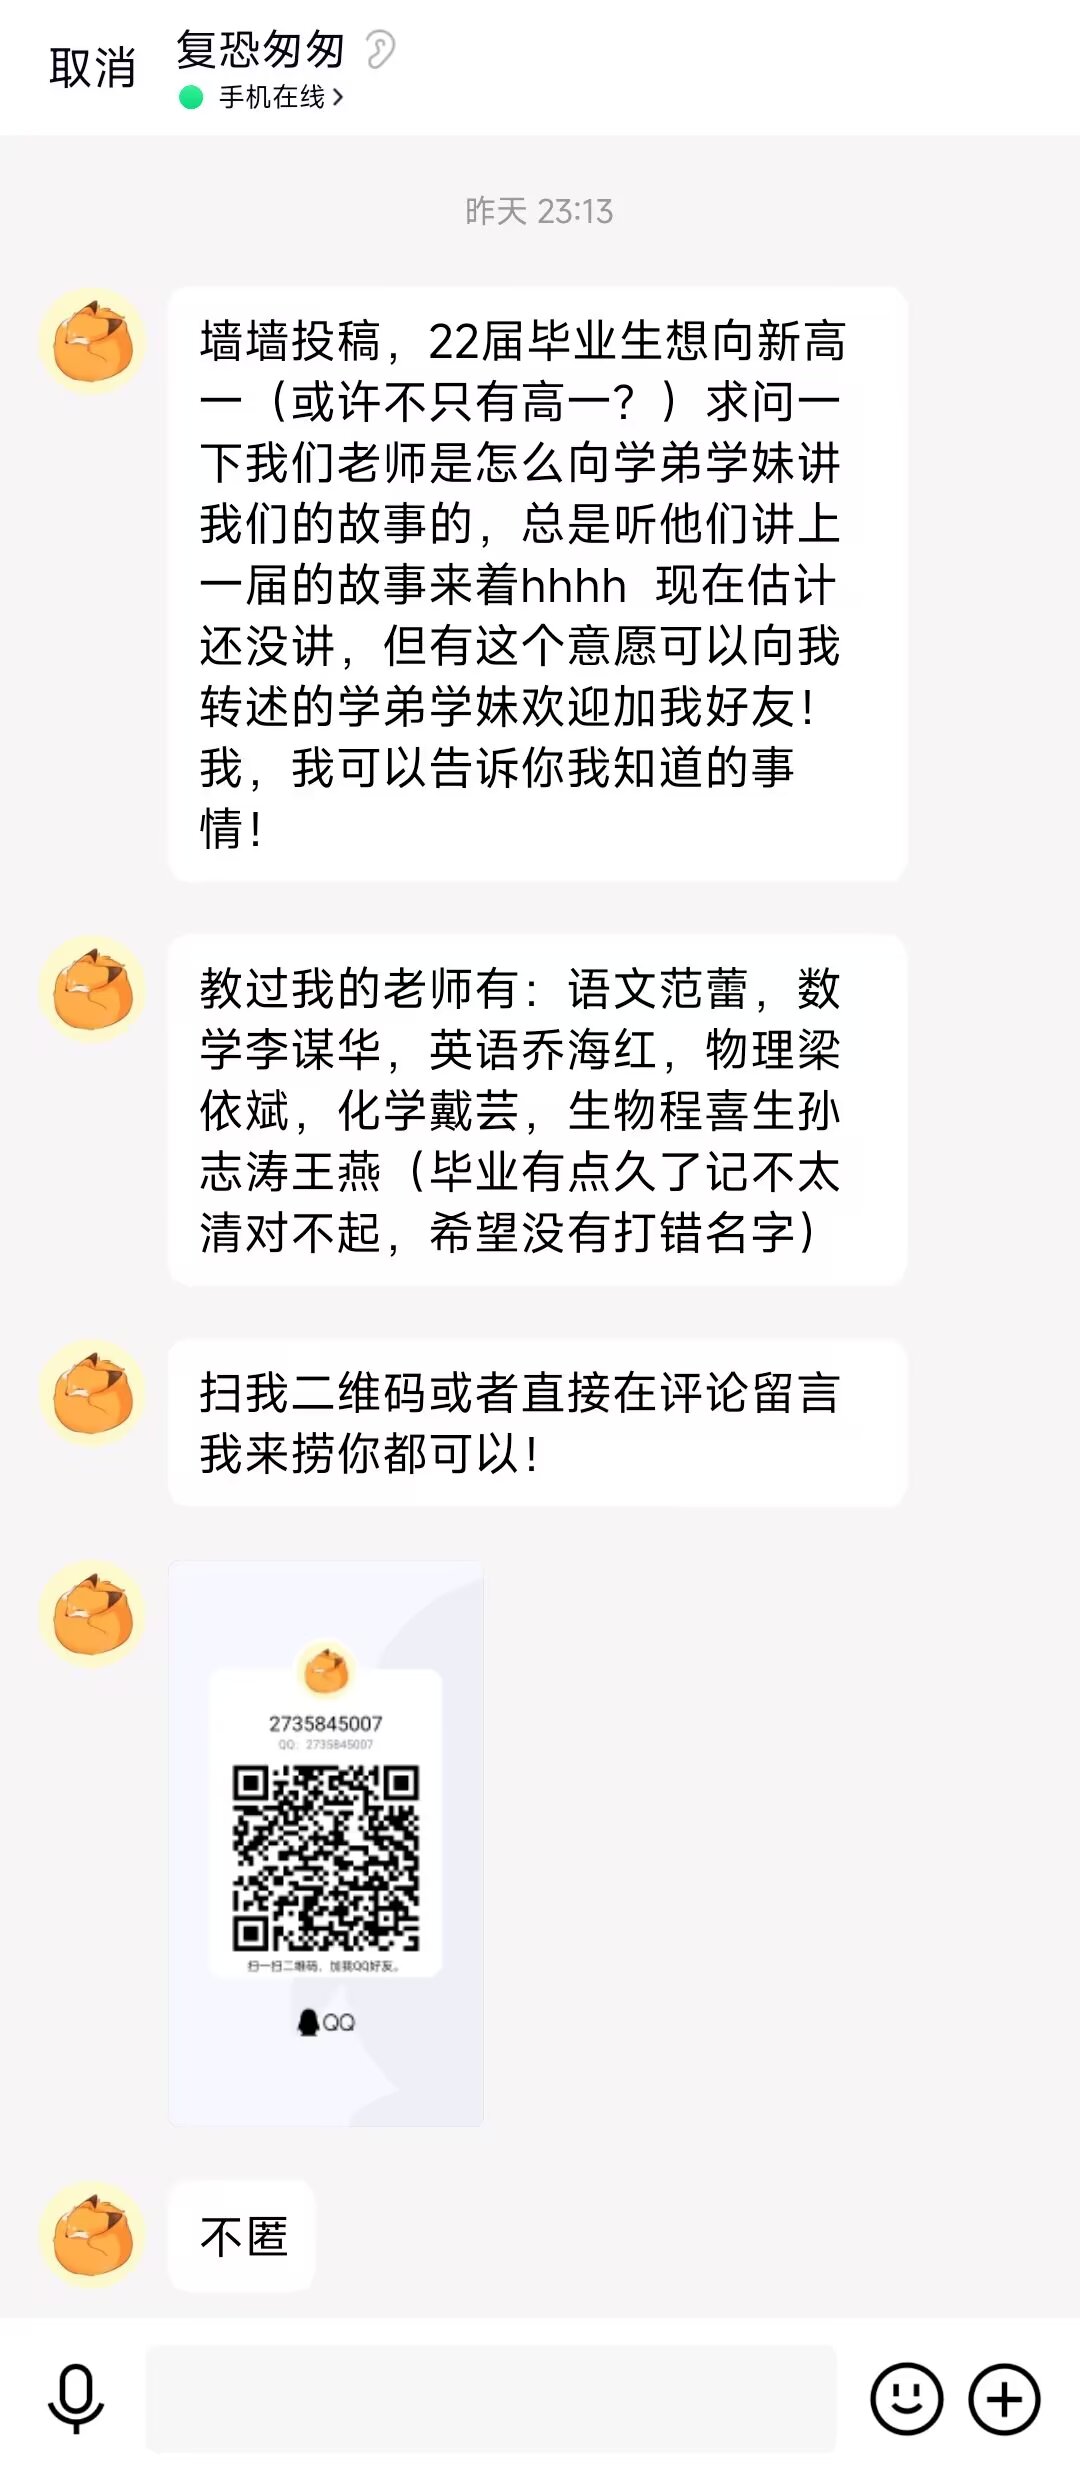 取消
复恐匆匆
手机在线
昨天 23:13
墙墙投稿，22届毕业生想向新高
一（或许不只有高一？）求问一
下我们老师是怎么向学弟学妹讲
我们的故事的，总是听他们讲上
一届的故事来着hhhh 现在估计
还没讲，但有这个意愿可以向我
转述的学弟学妹欢迎加我好友！
我，我可以告诉你我知道的事
情！
教过我的老师有：语文范蕾，数
学李谋华，英语乔海红，物理梁
依斌，化学戴芸，生物程喜生孙
志涛王燕（毕业有点久了记不太
清对不起，希望没有打错名字）
扫我二维码或者直接在评论留言
我来捞你都可以！
2735845007
QQ：2735845007
扫一扫二维码，加我QQ好友。
QQ
不匿